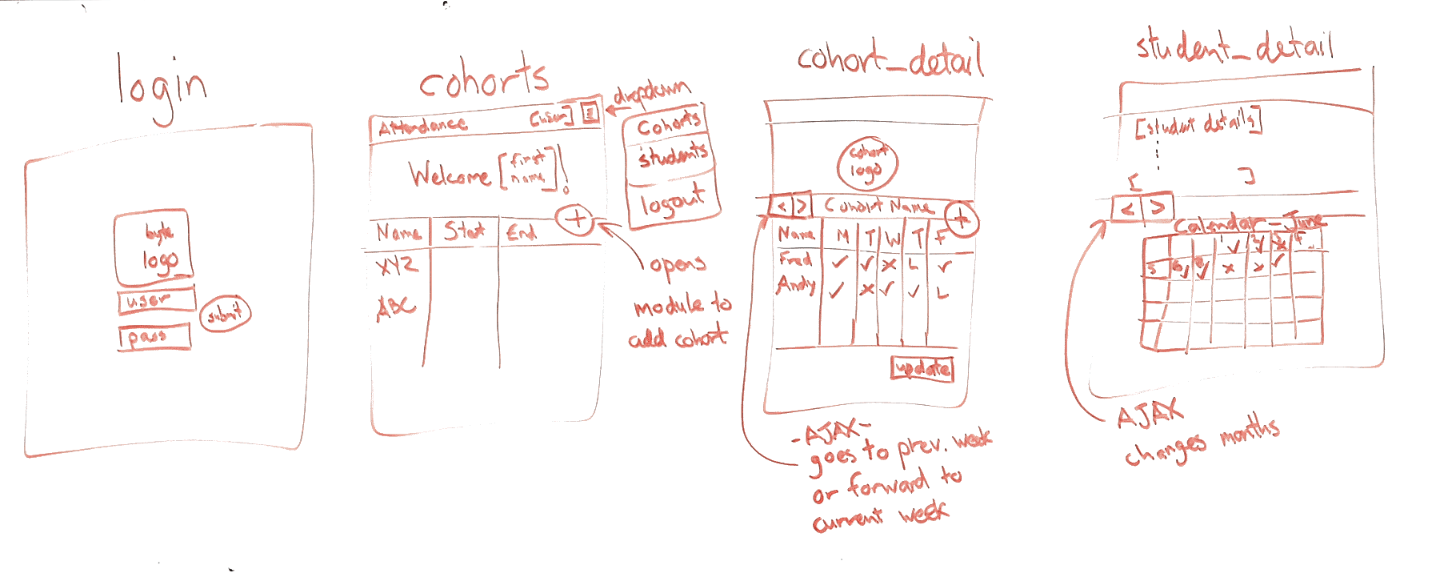 login
byte
logo
user
submit
pass
cohorts
Attendance [user]
dropdown
Cohorts
students
logout
Welcome [first name]!
Name Start End +
XYZ
ABC
opens
module to
add cohort
cohort_detail
cohort
logo
< > Cohort Name +
Name M T W T F
Fred ✓ ✓ x L ✓
Andy ✓ x ✓ ✓ L
update
-AJAX-
goes to prev. week
or forward to
current week
student_detail
[student details]
[ ]
< >
Calendar - June
AJAX
changes months